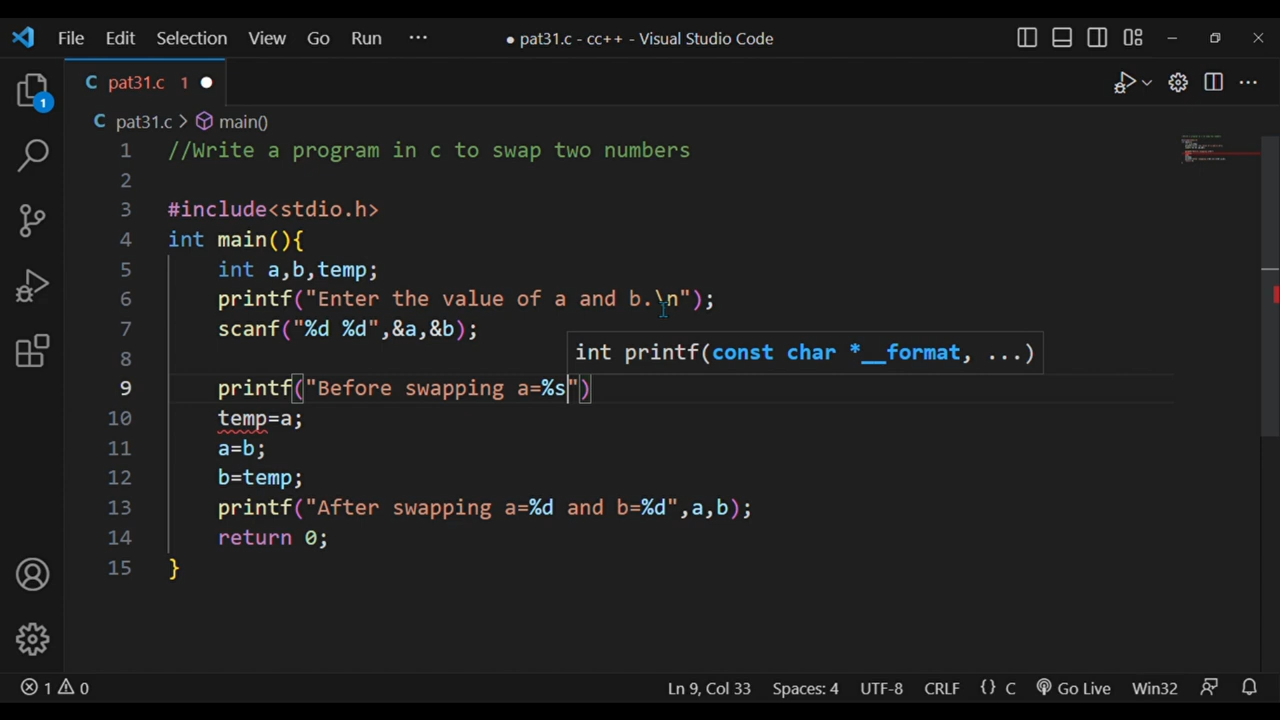 File Edit Selection View Go Run ··· ● pat31.c - cc++ - Visual Studio Code
C pat31.c 1 ●
C pat31.c > main()
1 //Write a program in c to swap two numbers
2
3 #include<stdio.h>
4 int main(){
5 int a,b,temp;
6 printf("Enter the value of a and b.\n");
7 scanf("%d %d",&a,&b);
8 int printf(const char *__format, ...)
9 printf("Before swapping a=%s")
10 temp=a;
11 a=b;
12 b=temp;
13 printf("After swapping a=%d and b=%d",a,b);
14 return 0;
15 }
1
1 0 Ln 9, Col 33 Spaces: 4 UTF-8 CRLF {} C Go Live Win32